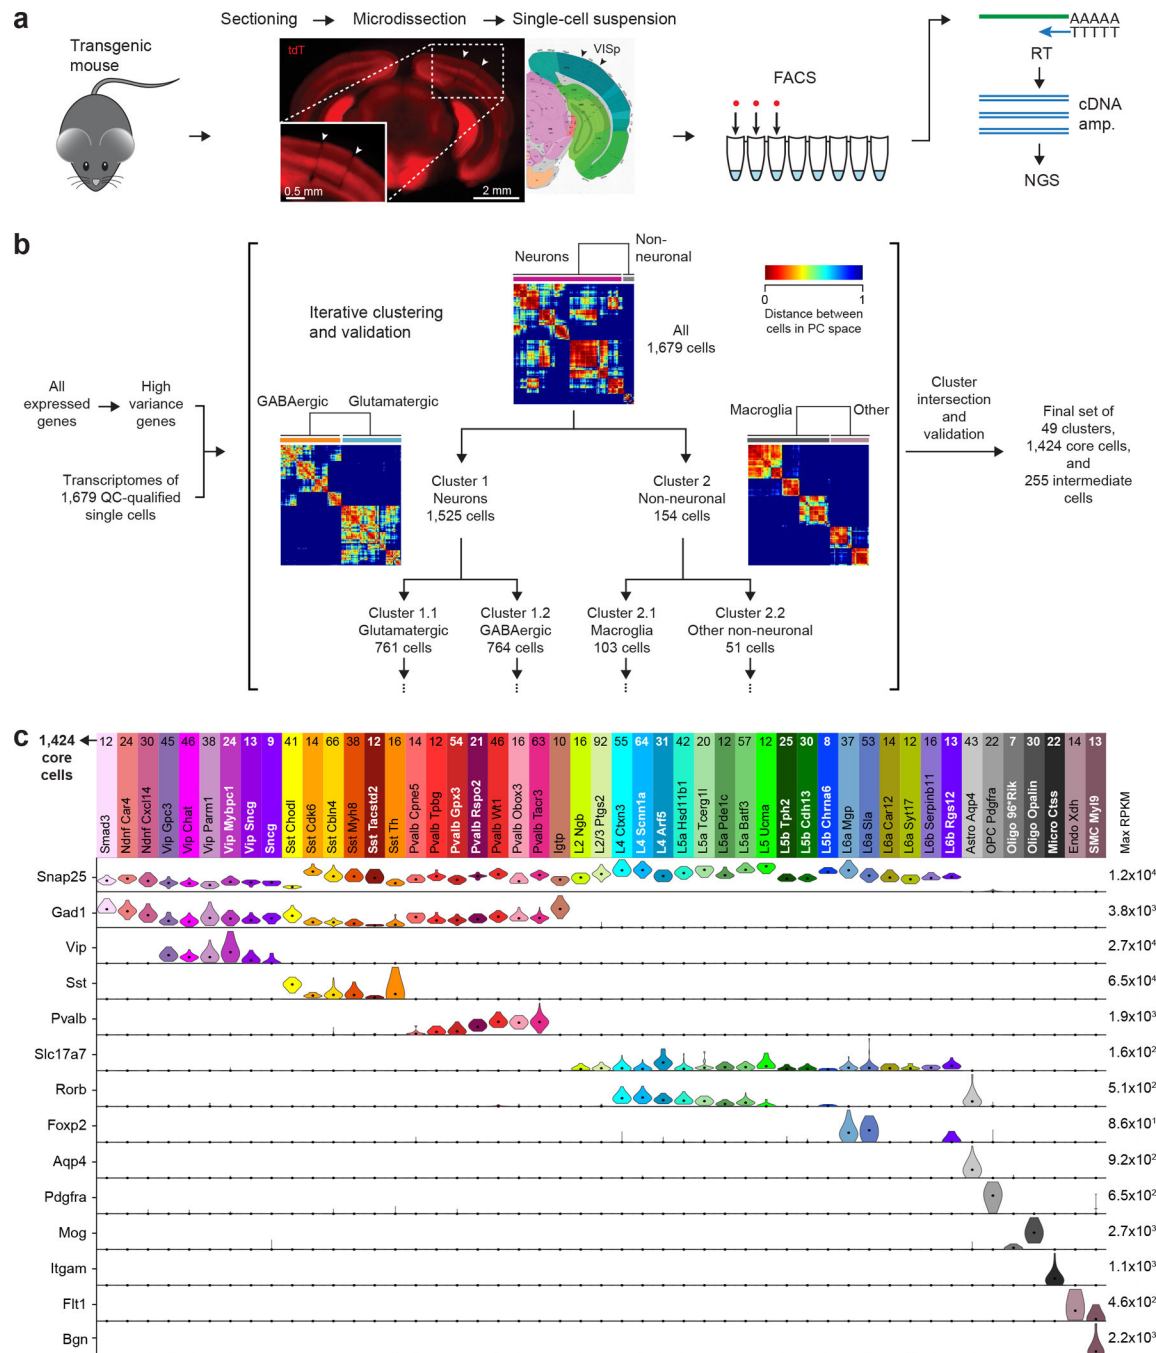 a
Sectioning
Microdissection
Single-cell suspension
Transgenic
mouse
tdT
0.5 mm
2 mm
VISp
FACS
AAAAA
TTTTT
RT
cDNA
amp.
NGS
b
Neurons
Non-
neuronal
0
1
Distance between
cells in PC space
Iterative clustering
and validation
All
1,679 cells
All
expressed
genes
High
variance
genes
Transcriptomes of
1,679 QC-qualified
single cells
GABAergic
Glutamatergic
Macroglia
Other
Cluster 1
Neurons
1,525 cells
Cluster 2
Non-neuronal
154 cells
Cluster
intersection
and
validation
Final set of
49 clusters,
1,424 core cells,
and
255 intermediate
cells
Cluster 1.1
Glutamatergic
761 cells
Cluster 1.2
GABAergic
764 cells
Cluster 2.1
Macroglia
103 cells
Cluster 2.2
Other non-neuronal
51 cells
c
1,424
core
cells
12 24 30 45 46 38 24 13 9 41 14 66 38 12 16 14 12 54 21 46 16 63 10 16 92 55 64 31 42 20 12 57 12 25 30 8 37 53 14 12 16 13 43 22 7 30 22 14 13
Smad3
Ndnf Car4
Ndnf Cxcl14
Vip Gpc3
Vip Chat
Vip Parm1
Vip Mybpc1
Vip Sncg
Sncg
Sst Chodl
Sst Cdk6
Sst Cbln4
Sst Myh8
Sst Tacstd2
Sst Th
Pvalb Cpne5
Pvalb Tpbg
Pvalb Gpx3
Pvalb Rspo2
Pvalb Wt1
Pvalb Obox3
Pvalb Tacr3
Igtp
L2 Ngb
L2/3 Ptgs2
L4 Ctxn3
L4 Scnn1a
L4 Arf5
L5a Hsd11b1
L5a Tcerg1l
L5a Pde1c
L5a Batf3
L5 Ucma
L5b Tph2
L5b Cdh13
L5b Chrna6
L6a Mgp
L6a Sla
L6a Car12
L6a Syt17
L6b Serpinb11
L6b Rgs12
Astro Aqp4
OPC Pdgfra
Oligo 96*Rik
Oligo Opalin
Micro Ctss
Endo Xdh
SMC Myl9
Max RPKM
Snap25 1.2x10⁴
Gad1 3.8x10³
Vip 2.7x10⁴
Sst 6.5x10⁴
Pvalb 1.9x10³
Slc17a7 1.6x10²
Rorb 5.1x10²
Foxp2 8.6x10¹
Aqp4 9.2x10²
Pdgfra 6.5x10²
Mog 2.7x10³
Itgam 1.1x10³
Flt1 4.6x10²
Bgn 2.2x10³